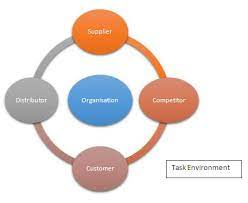 Supplier
Distributor
Organisation
Competitor
Customer
Task Environment